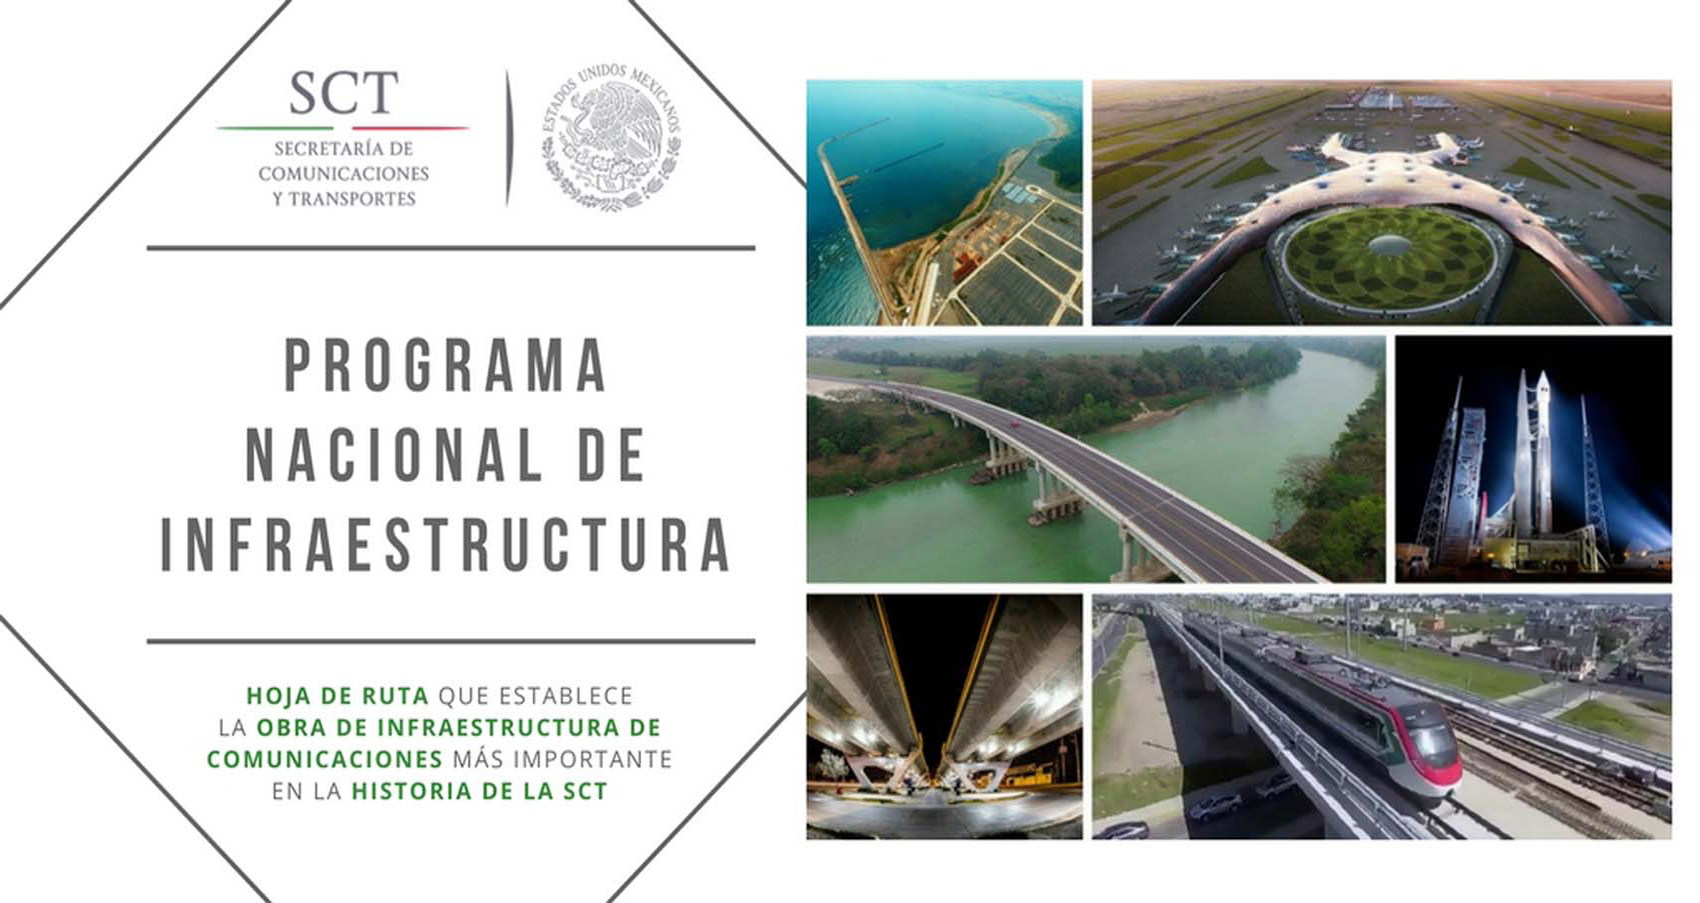 SCT
SECRETARÍA DE
COMUNICACIONES
Y TRANSPORTES
ESTADOS UNIDOS MEXICANOS
PROGRAMA
NACIONAL DE
INFRAESTRUCTURA
HOJA DE RUTA QUE ESTABLECE
LA OBRA DE INFRAESTRUCTURA DE
COMUNICACIONES MÁS IMPORTANTE
EN LA HISTORIA DE LA SCT